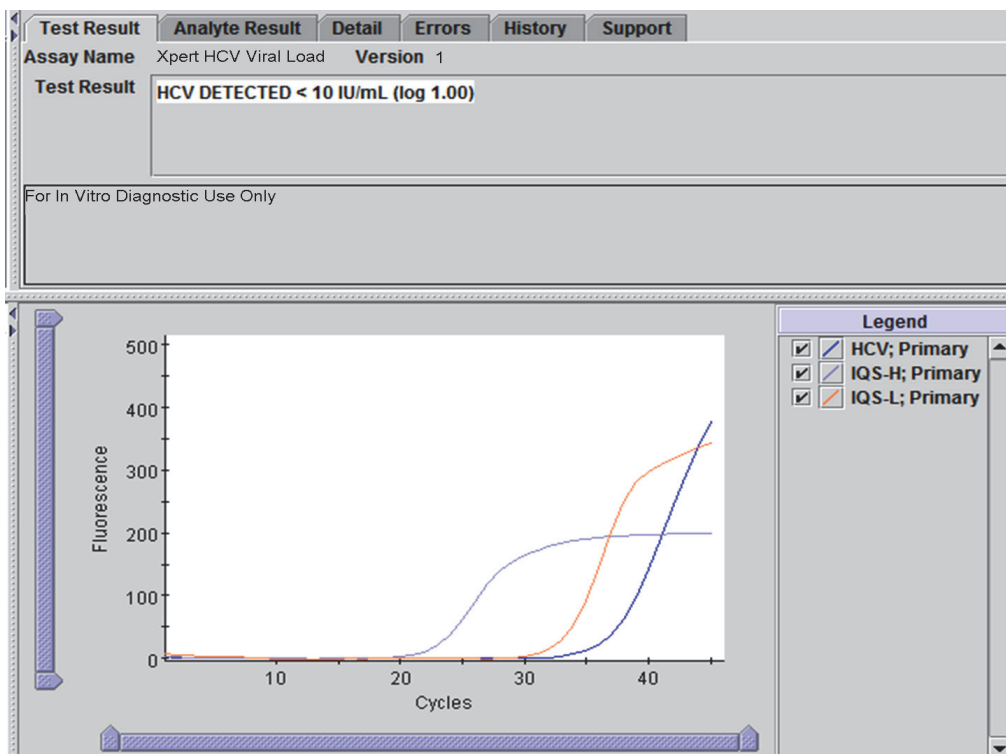 Test Result Analyte Result Detail Errors History Support
Assay Name Xpert HCV Viral Load Version 1
Test Result HCV DETECTED < 10 IU/mL (log 1.00)
For In Vitro Diagnostic Use Only
500
400
300
200
100
0
Fluorescence
10 20 30 40
Cycles
Legend
HCV; Primary
IQS-H; Primary
IQS-L; Primary